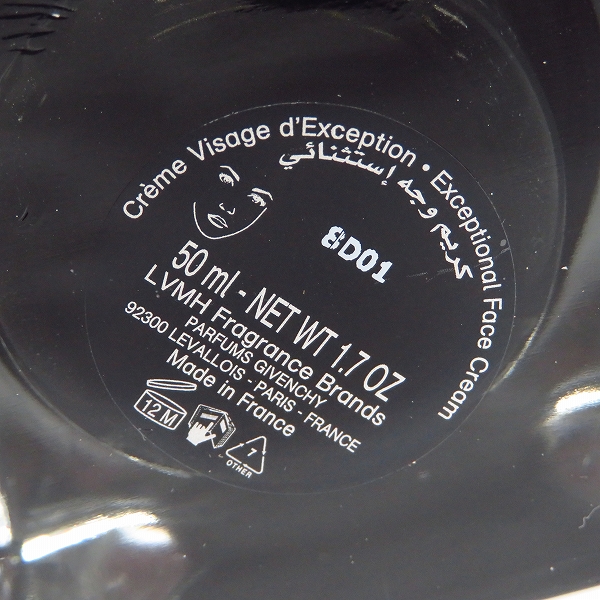 Crème Visage d'Exception • Exceptional Face Cream
كريم وجه إستثنائي
8D01
50 ml - NET WT 1.7 OZ
LVMH Fragrance Brands
PARFUMS GIVENCHY
92300 LEVALLOIS - PARIS - FRANCE
Made in France
12M
7
OTHER